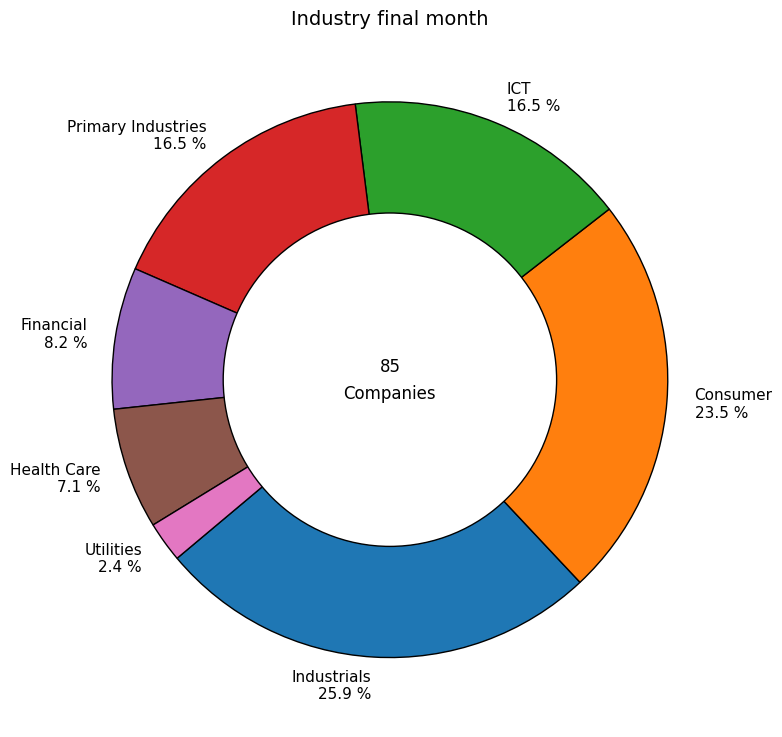 Industry final month
ICT
16.5 %
Primary Industries
16.5 %
Financial
8.2 %
85
Companies
Consumer
23.5 %
Health Care
7.1 %
Utilities
2.4 %
Industrials
25.9 %